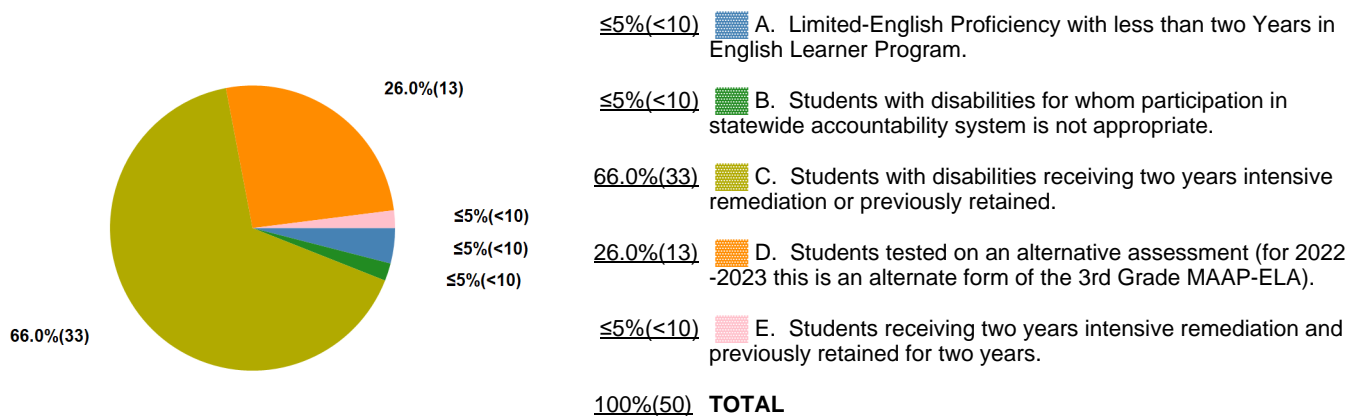 26.0%(13)
≤5%(<10)
≤5%(<10)
≤5%(<10)
66.0%(33)
≤5%(<10) A. Limited-English Proficiency with less than two Years in
English Learner Program.
≤5%(<10) B. Students with disabilities for whom participation in
statewide accountability system is not appropriate.
66.0%(33) C. Students with disabilities receiving two years intensive
remediation or previously retained.
26.0%(13) D. Students tested on an alternative assessment (for 2022
-2023 this is an alternate form of the 3rd Grade MAAP-ELA).
≤5%(<10) E. Students receiving two years intensive remediation and
previously retained for two years.
100%(50) TOTAL